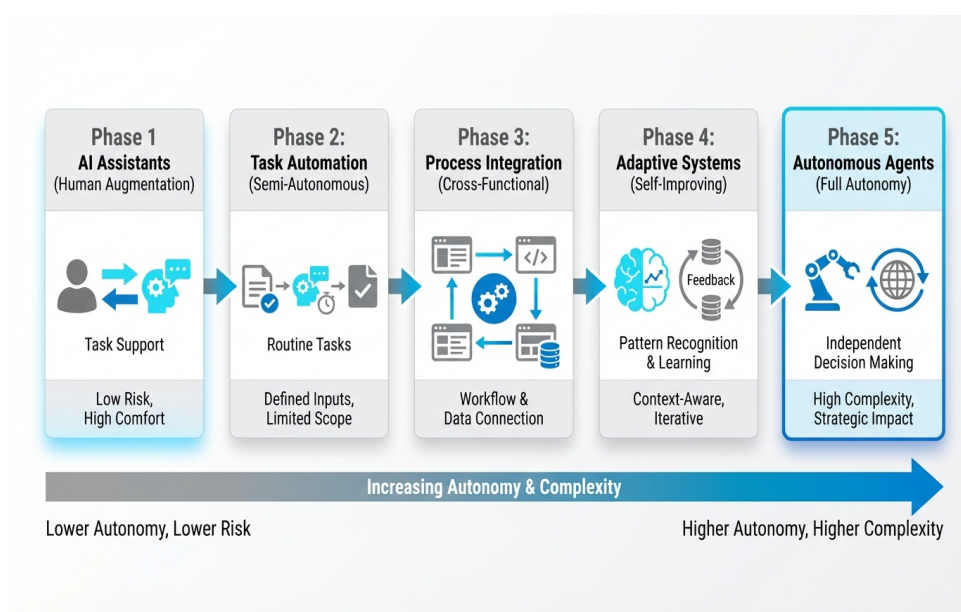 Phase 1
AI Assistants
(Human Augmentation)
Task Support
Low Risk,
High Comfort
Phase 2:
Task Automation
(Semi-Autonomous)
Routine Tasks
Defined Inputs,
Limited Scope
Phase 3:
Process Integration
(Cross-Functional)
</>
Workflow &
Data Connection
Phase 4:
Adaptive Systems
(Self-Improving)
Feedback
Pattern Recognition
& Learning
Context-Aware,
Iterative
Phase 5:
Autonomous Agents
(Full Autonomy)
Independent
Decision Making
High Complexity,
Strategic Impact
Increasing Autonomy & Complexity
Lower Autonomy, Lower Risk
Higher Autonomy, Higher Complexity